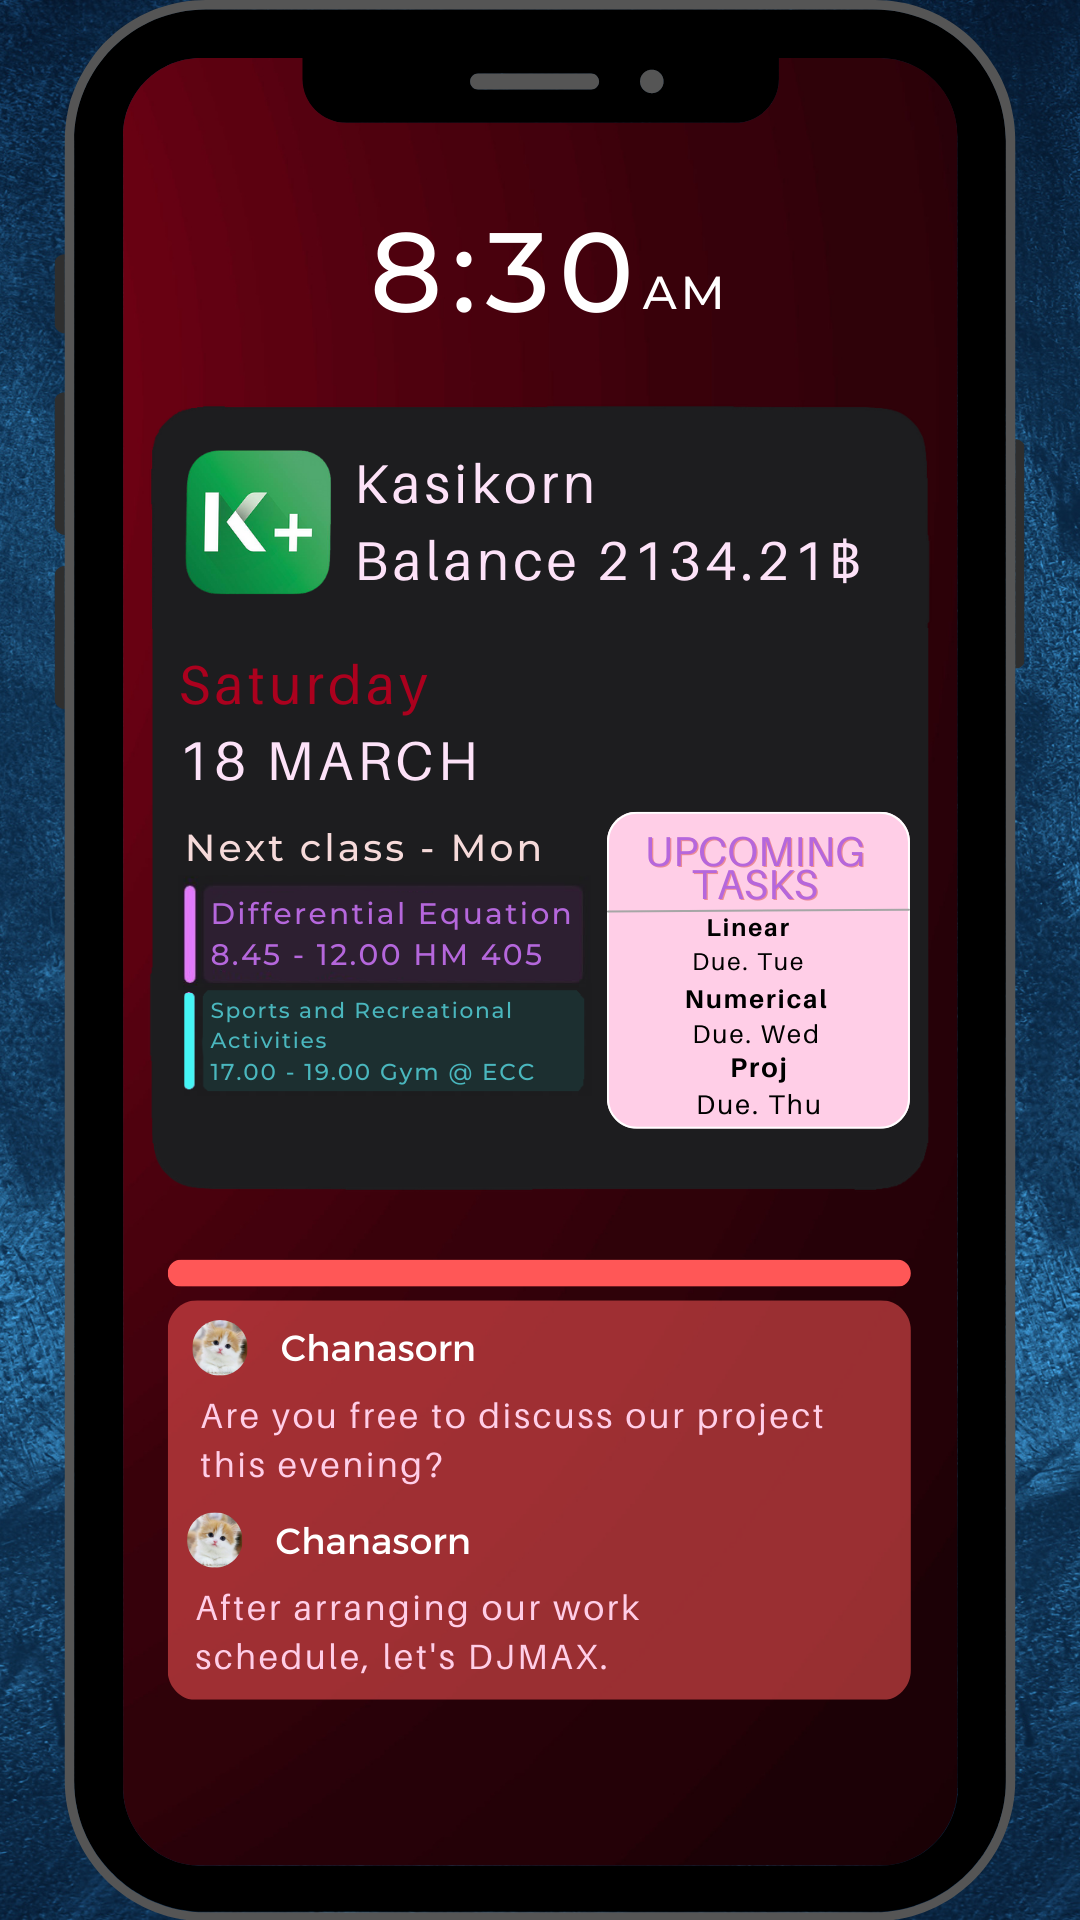 8:30 AM
K+
Kasikorn
Balance 2134.21฿
Saturday
18 MARCH
Next class - Mon
Differential Equation
8.45 - 12.00 HM 405
Sports and Recreational
Activities
17.00 - 19.00 Gym @ ECC
UPCOMING
TASKS
Linear
Due. Tue
Numerical
Due. Wed
Proj
Due. Thu
Chanasorn
Are you free to discuss our project
this evening?
Chanasorn
After arranging our work
schedule, let's DJMAX.